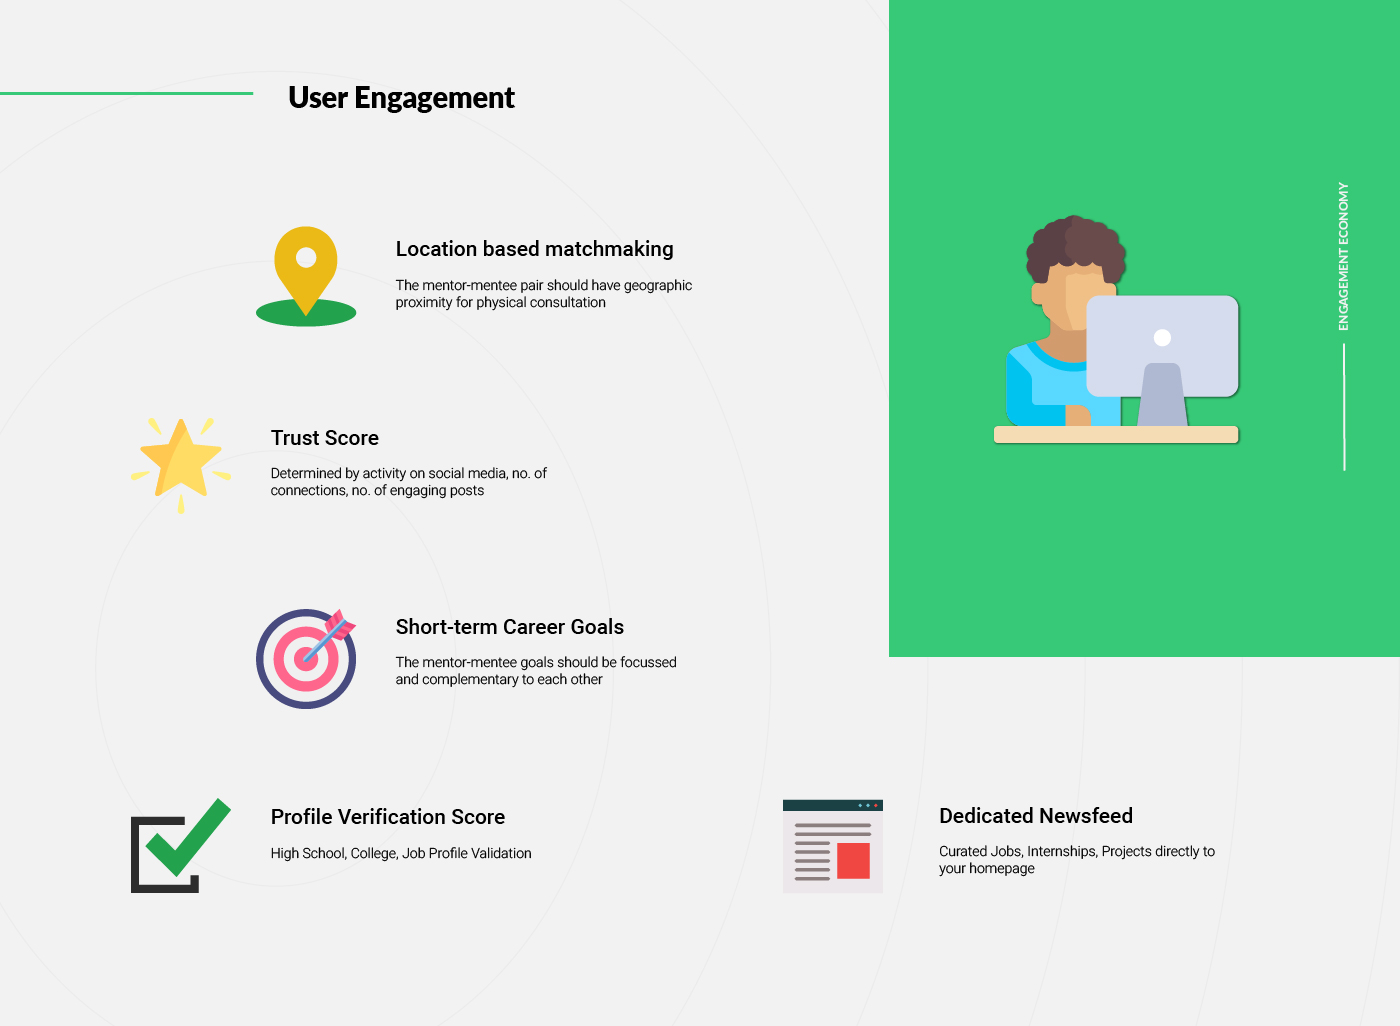 User Engagement
ENGAGEMENT ECONOMY
Location based matchmaking
The mentor-mentee pair should have geographic
proximity for physical consultation
Trust Score
Determined by activity on social media, no. of
connections, no. of engaging posts
Short-term Career Goals
The mentor-mentee goals should be focussed
and complementary to each other
Profile Verification Score
High School, College, Job Profile Validation
Dedicated Newsfeed
Curated Jobs, Internships, Projects directly to
your homepage